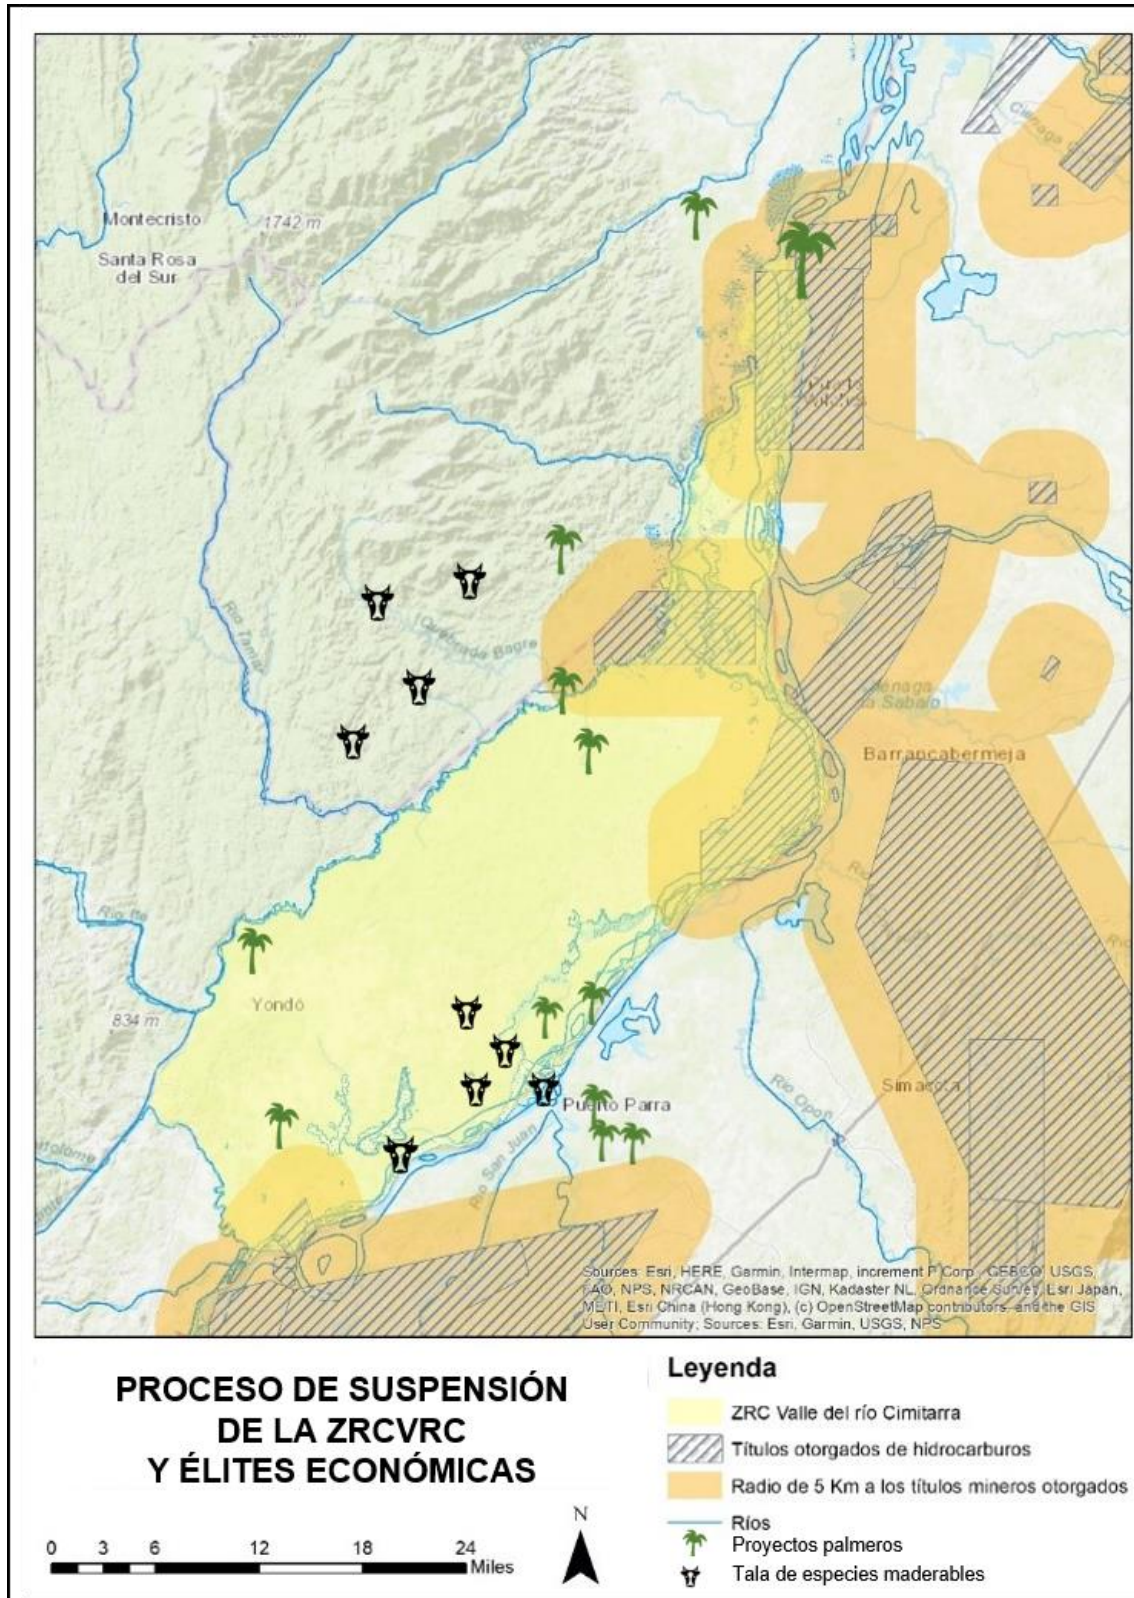 Montecristo
1742 m
Santa Rosa
del Sur
Río Tamar
Quebrada Bagre
Barrancabermeja
Río Ite
Yondó
834 m
Simacota
Puerto Parra
Río Opón
Río San Juan
Sources: Esri, HERE, Garmin, Intermap, increment P Corp., GEBCO, USGS,
FAO, NPS, NRCAN, GeoBase, IGN, Kadaster NL, Ordnance Survey, Esri Japan,
METI, Esri China (Hong Kong), (c) OpenStreetMap contributors, and the GIS
User Community; Sources: Esri, Garmin, USGS, NPS
PROCESO DE SUSPENSIÓN
DE LA ZRCVRC
Y ÉLITES ECONÓMICAS
0 3 6 12 18 24
Miles
N
Leyenda
ZRC Valle del río Cimitarra
Títulos otorgados de hidrocarburos
Radio de 5 Km a los títulos mineros otorgados
Ríos
Proyectos palmeros
Tala de especies maderables